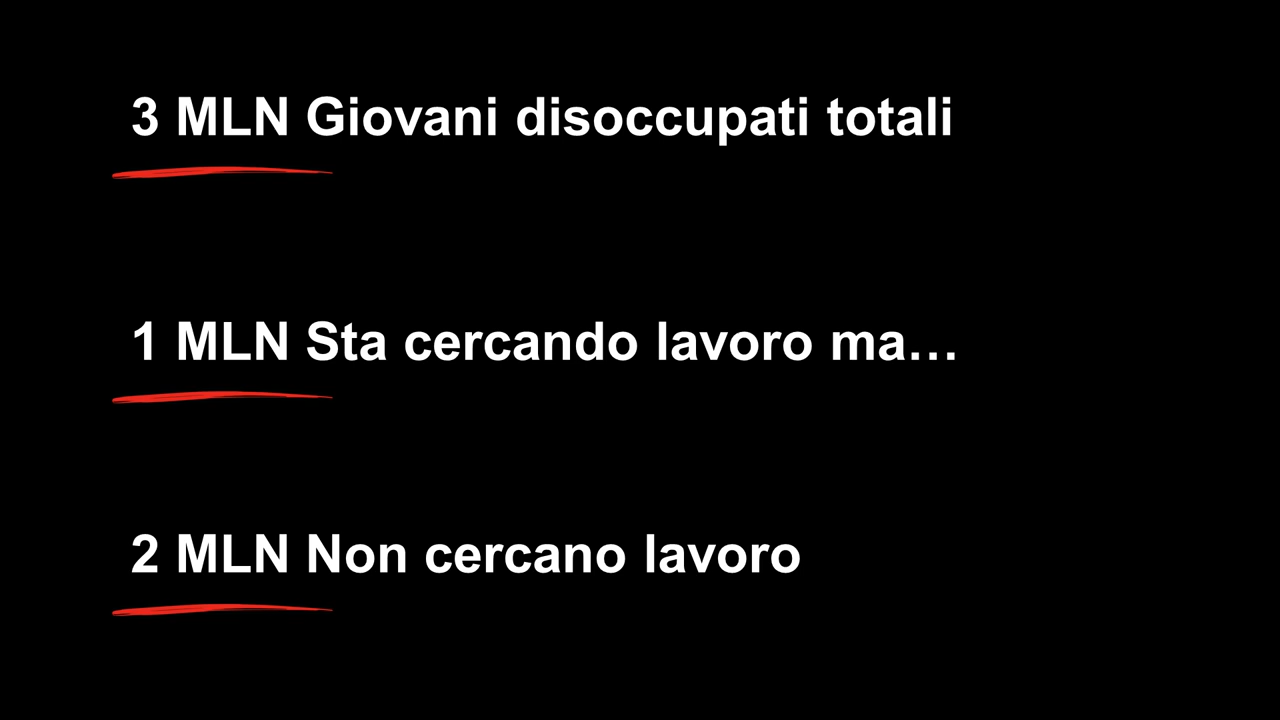 3 MLN Giovani disoccupati totali
1 MLN Sta cercando lavoro ma…
2 MLN Non cercano lavoro